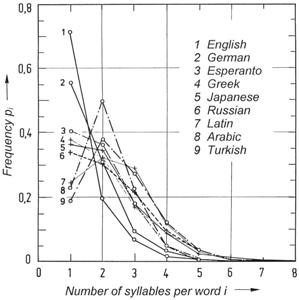 0,8
0,6
0,4
0,2
0
Frequency pᵢ
1
2
3
4
5
6
7
8
9
1 English
2 German
3 Esperanto
4 Greek
5 Japanese
6 Russian
7 Latin
8 Arabic
9 Turkish
0 1 2 3 4 5 6 7 8
Number of syllables per word i